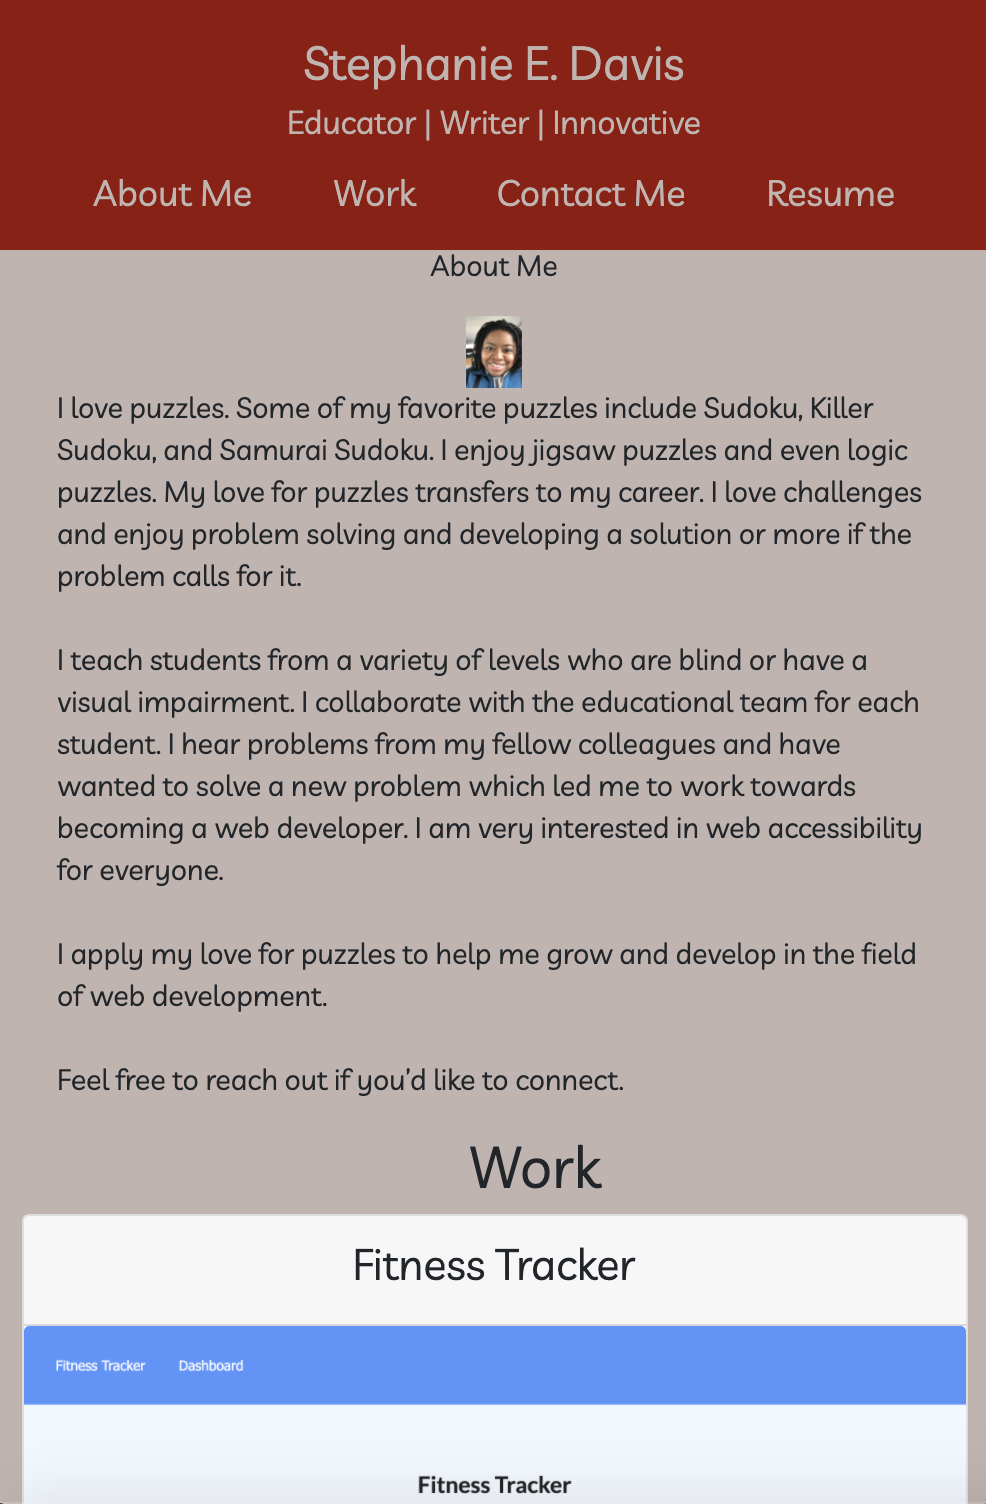 Stephanie E. Davis
Educator | Writer | Innovative
About Me Work Contact Me Resume
About Me
I love puzzles. Some of my favorite puzzles include Sudoku, Killer
Sudoku, and Samurai Sudoku. I enjoy jigsaw puzzles and even logic
puzzles. My love for puzzles transfers to my career. I love challenges
and enjoy problem solving and developing a solution or more if the
problem calls for it.
I teach students from a variety of levels who are blind or have a
visual impairment. I collaborate with the educational team for each
student. I hear problems from my fellow colleagues and have
wanted to solve a new problem which led me to work towards
becoming a web developer. I am very interested in web accessibility
for everyone.
I apply my love for puzzles to help me grow and develop in the field
of web development.
Feel free to reach out if you’d like to connect.
Work
Fitness Tracker
Fitness Tracker Dashboard
Fitness Tracker